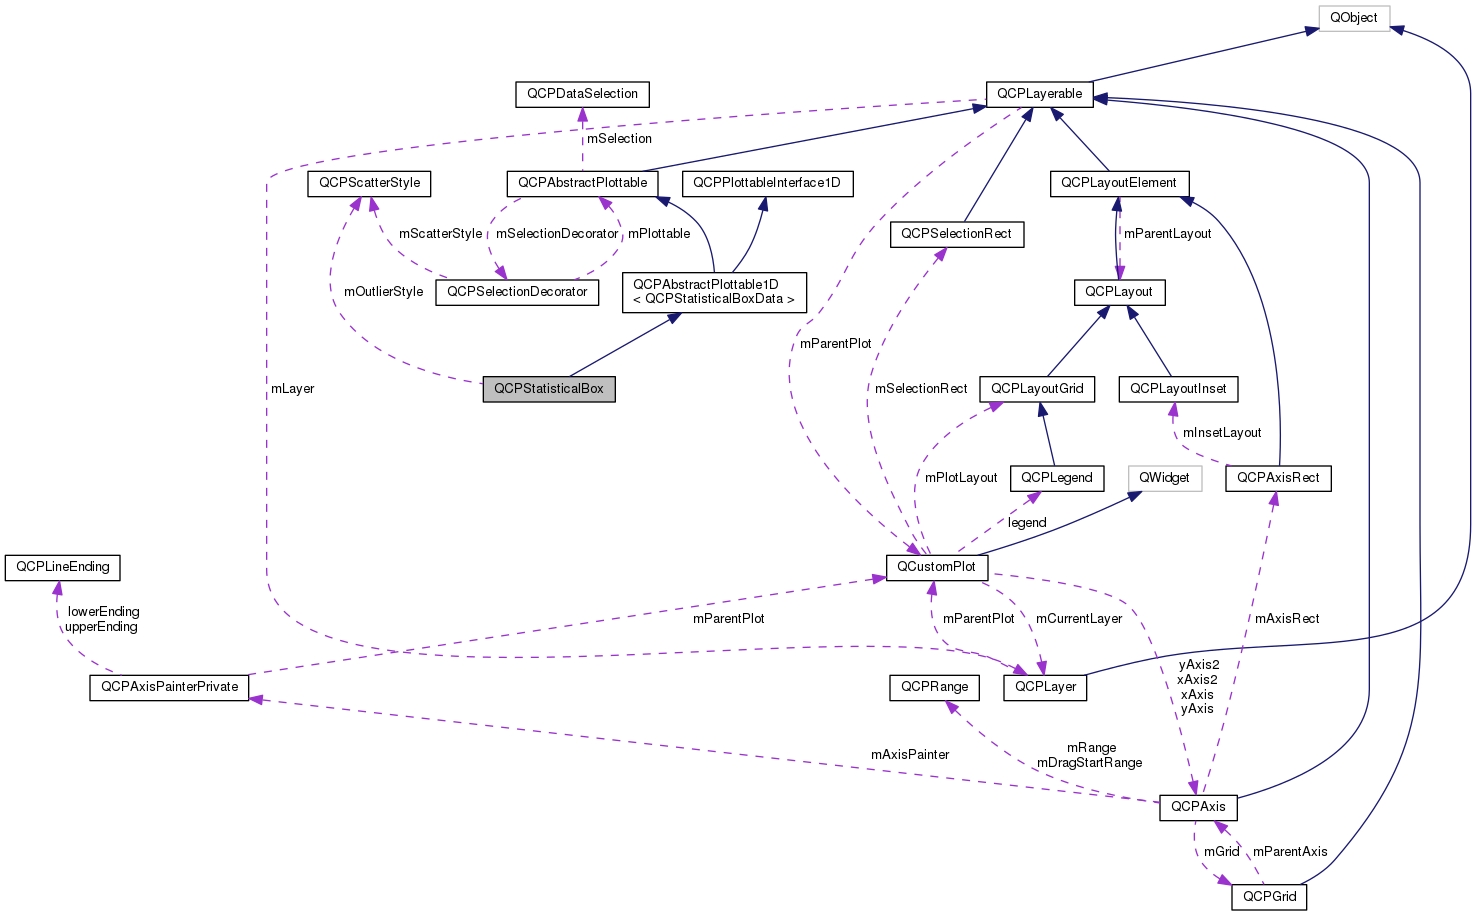 QObject
QCPDataSelection
QCPLayerable
mSelection
QCPScatterStyle
QCPAbstractPlottable
QCPPlottableInterface1D
QCPLayoutElement
mScatterStyle
mSelectionDecorator
mPlottable
QCPSelectionRect
mParentLayout
mOutlierStyle
QCPSelectionDecorator
QCPAbstractPlottable1D
< QCPStatisticalBoxData >
QCPLayout
mParentPlot
mLayer
QCPStatisticalBox
mSelectionRect
QCPLayoutGrid
QCPLayoutInset
mInsetLayout
mPlotLayout
QCPLegend
QWidget
QCPAxisRect
legend
QCPLineEnding
QCustomPlot
lowerEnding
upperEnding
mParentPlot
mParentPlot
mCurrentLayer
mAxisRect
QCPAxisPainterPrivate
QCPRange
QCPLayer
yAxis2
xAxis2
xAxis
yAxis
mAxisPainter
mRange
mDragStartRange
QCPAxis
mGrid
mParentAxis
QCPGrid